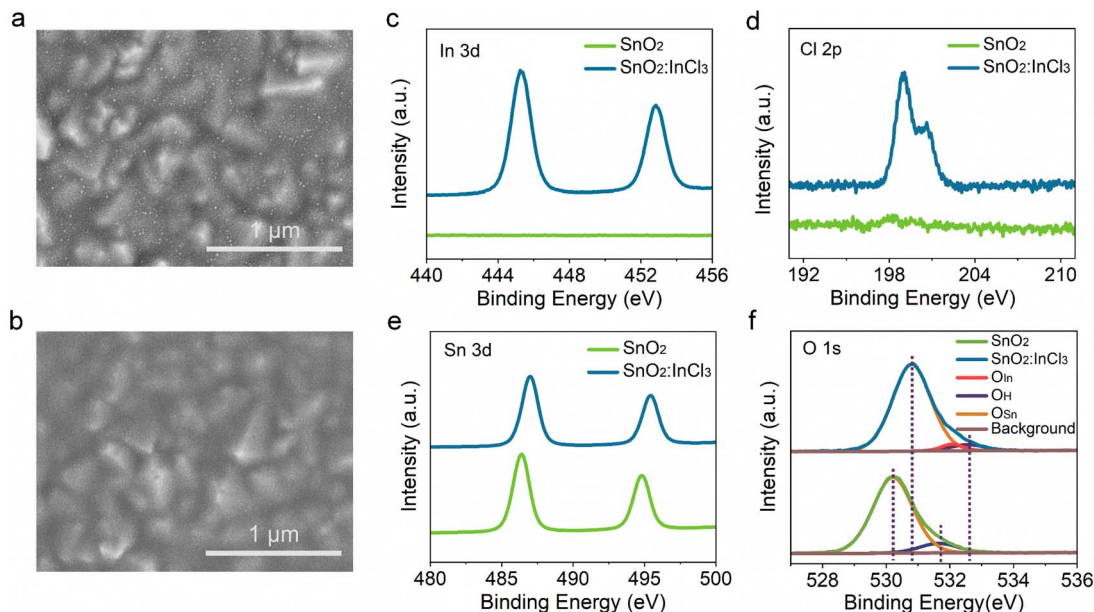 a
1 μm
b
1 μm
c
In 3d
SnO2
SnO2:InCl3
Intensity (a.u.)
440 444 448 452 456
Binding Energy (eV)
d
Cl 2p
SnO2
SnO2:InCl3
Intensity (a.u.)
192 198 204 210
Binding Energy (eV)
e
Sn 3d
SnO2
SnO2:InCl3
Intensity (a.u.)
480 485 490 495 500
Binding Energy (eV)
f
O 1s
SnO2
SnO2:InCl3
OIn
OH
OSn
Background
Intensity (a.u.)
528 530 532 534 536
Binding Energy(eV)